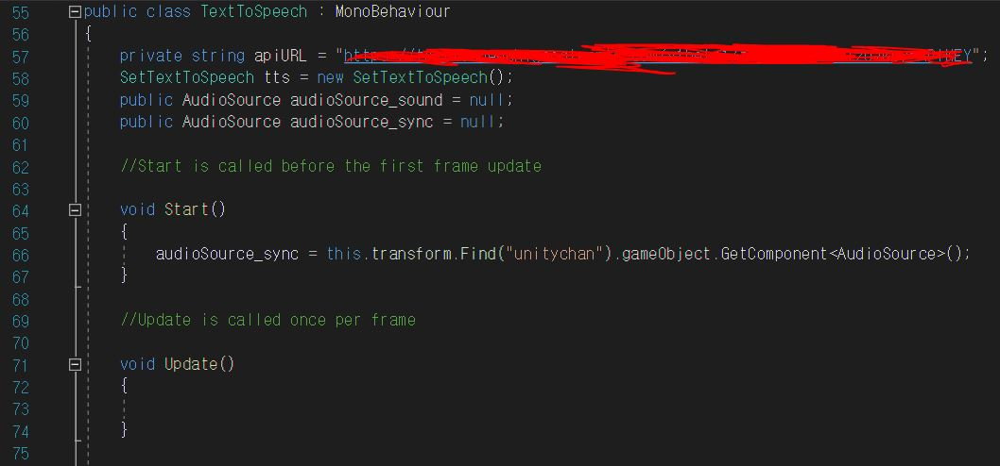 55 public class TextToSpeech : MonoBehaviour
56 {
57 private string apiURL = " ";
58 SetTextToSpeech tts = new SetTextToSpeech();
59 public AudioSource audioSource_sound = null;
60 public AudioSource audioSource_sync = null;
61
62 //Start is called before the first frame update
63
64 void Start()
65 {
66 audioSource_sync = this.transform.Find("unitychan").gameObject.GetComponent<AudioSource>();
67 }
68
69 //Update is called once per frame
70
71 void Update()
72 {
73
74 }
75